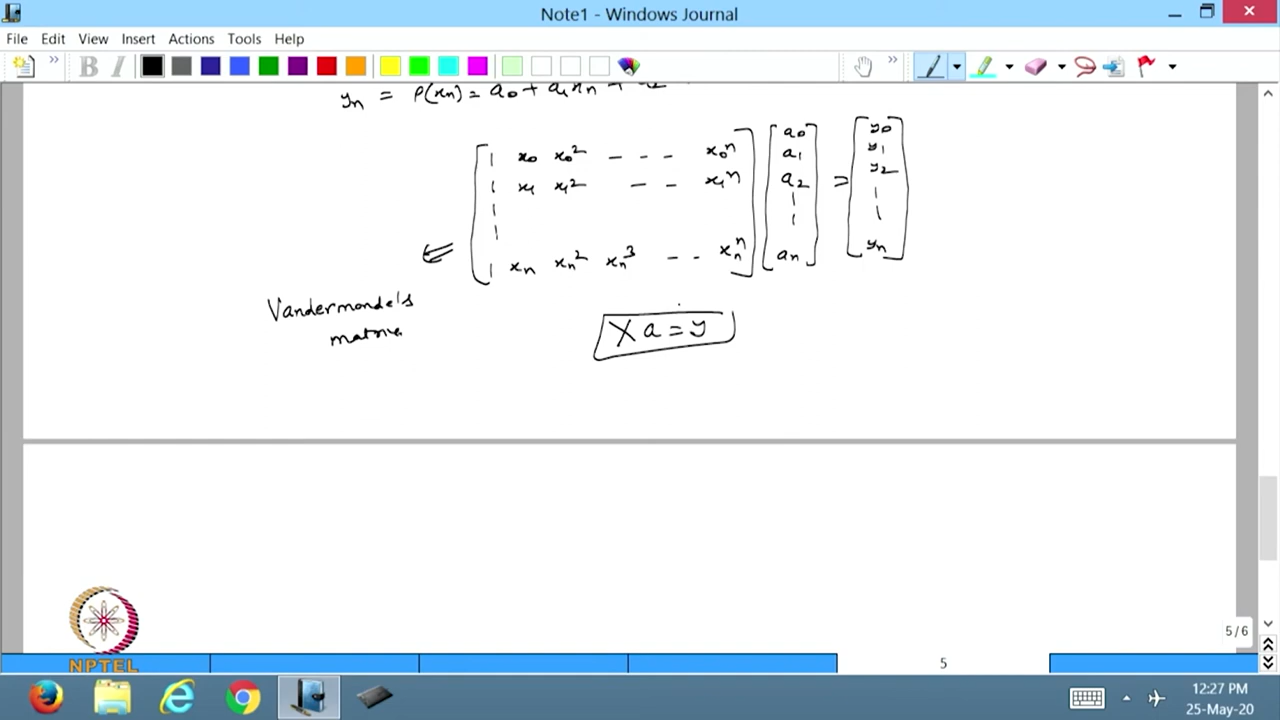 Note1 - Windows Journal
File Edit View Insert Actions Tools Help
yn = P(xn) = a0 + a1xn +
1 x0 x0^2 - - - x0^n a0 y0
1 x1 x1^2 - - x1^n a1 = y1
a2 y2
1 xn xn^2 xn^3 - - xn^n an yn
Vandermonde's
matrix
X a = y
5 / 6
NPTEL
5
12:27 PM
25-May-20